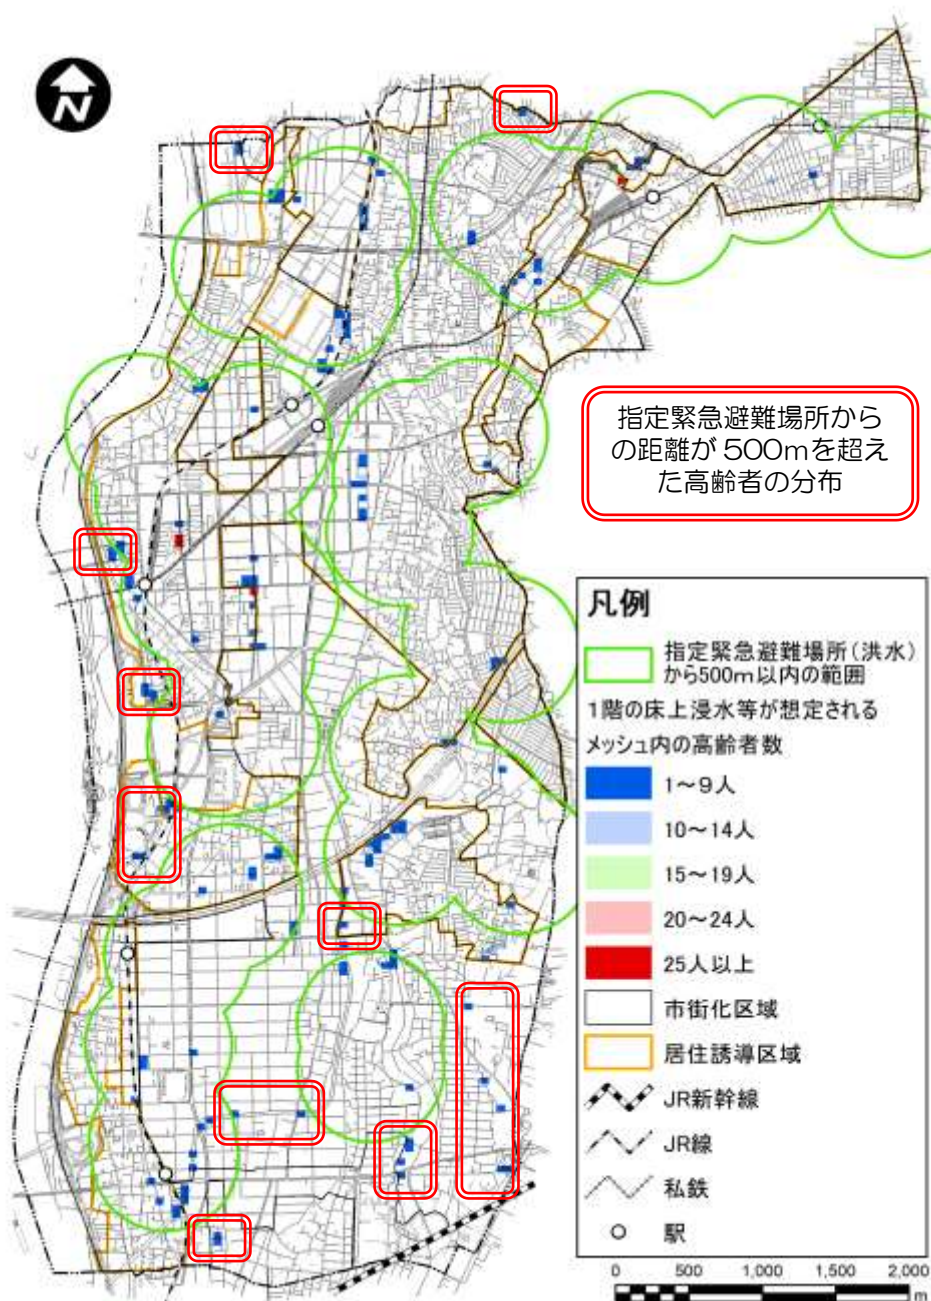 N
指定緊急避難場所から
の距離が500mを超え
た高齢者の分布
凡例
指定緊急避難場所（洪水）
から500m以内の範囲
1階の床上浸水等が想定される
メッシュ内の高齢者数
1～9人
10～14人
15～19人
20～24人
25人以上
市街化区域
居住誘導区域
JR新幹線
JR線
私鉄
駅
0 500 1,000 1,500 2,000
m